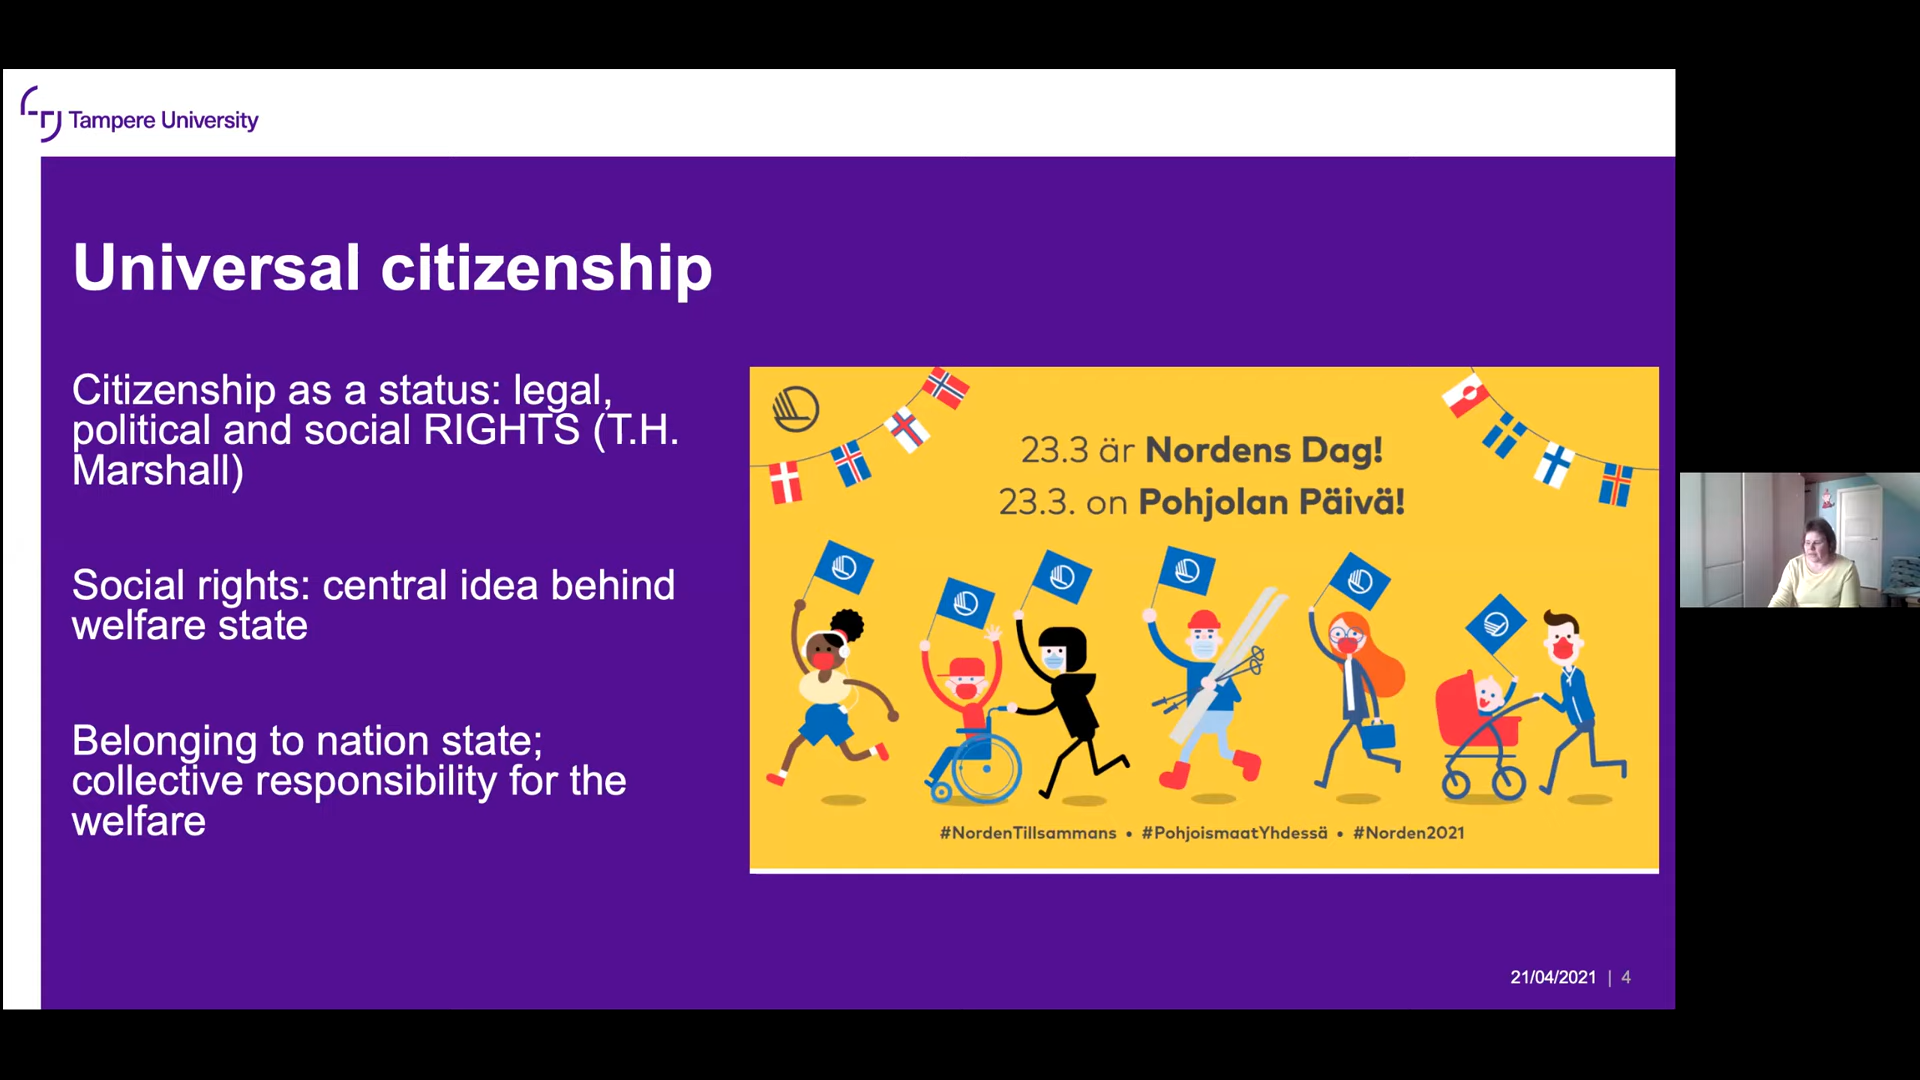 Tampere University
Universal citizenship
Citizenship as a status: legal,
political and social RIGHTS (T.H.
Marshall)
Social rights: central idea behind
welfare state
Belonging to nation state;
collective responsibility for the
welfare
23.3 är Nordens Dag!
23.3. on Pohjolan Päivä!
#NordenTillsammans • #PohjoismaatYhdessä • #Norden2021
21/04/2021 | 4